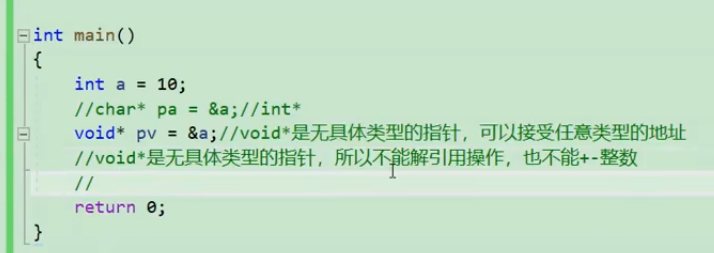 int main()
{
int a = 10;
//char* pa = &a;//int*
void* pv = &a;//void*是无具体类型的指针，可以接受任意类型的地址
//void*是无具体类型的指针，所以不能解引用操作，也不能+-整数
//
return 0;
}